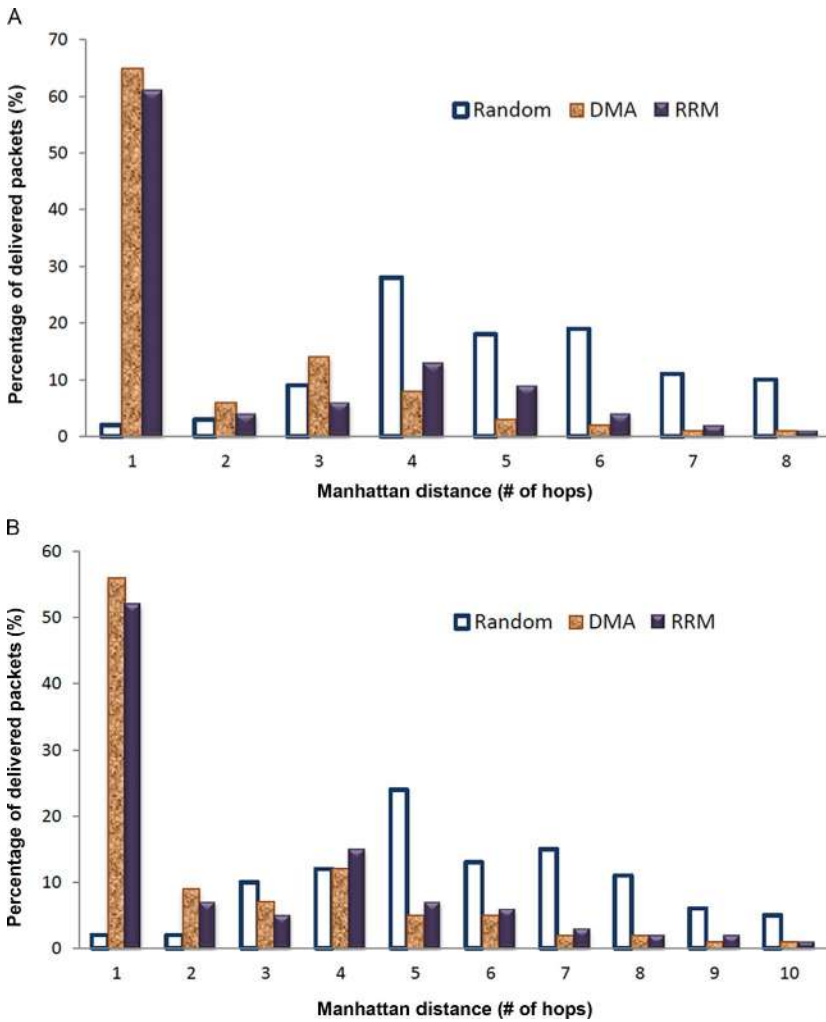 A
Percentage of delivered packets (%)
70
60
50
40
30
20
10
0
Random DMA RRM
1 2 3 4 5 6 7 8
Manhattan distance (# of hops)
B
Percentage of delivered packets (%)
60
50
40
30
20
10
0
Random DMA RRM
1 2 3 4 5 6 7 8 9 10
Manhattan distance (# of hops)